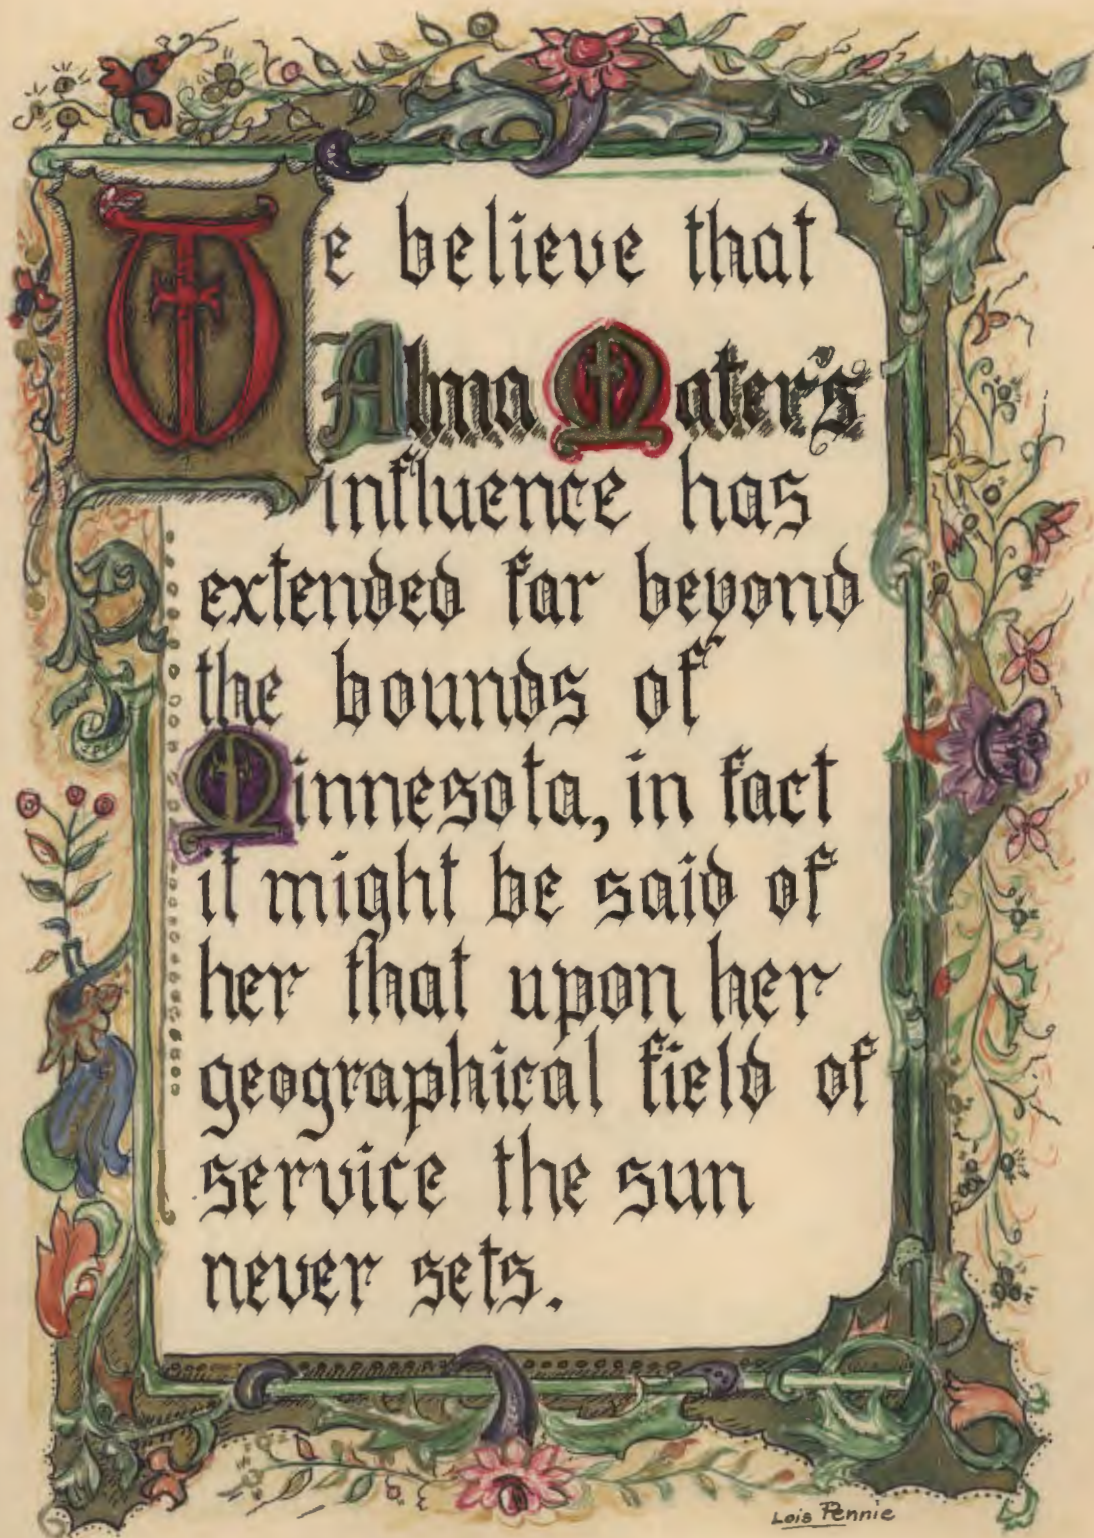 We believe that
Alma Mater's
influence has
extended far beyond
the bounds of
Minnesota, in fact
it might be said of
her that upon her
geographical field of
service the sun
never sets.
Lois Pennie